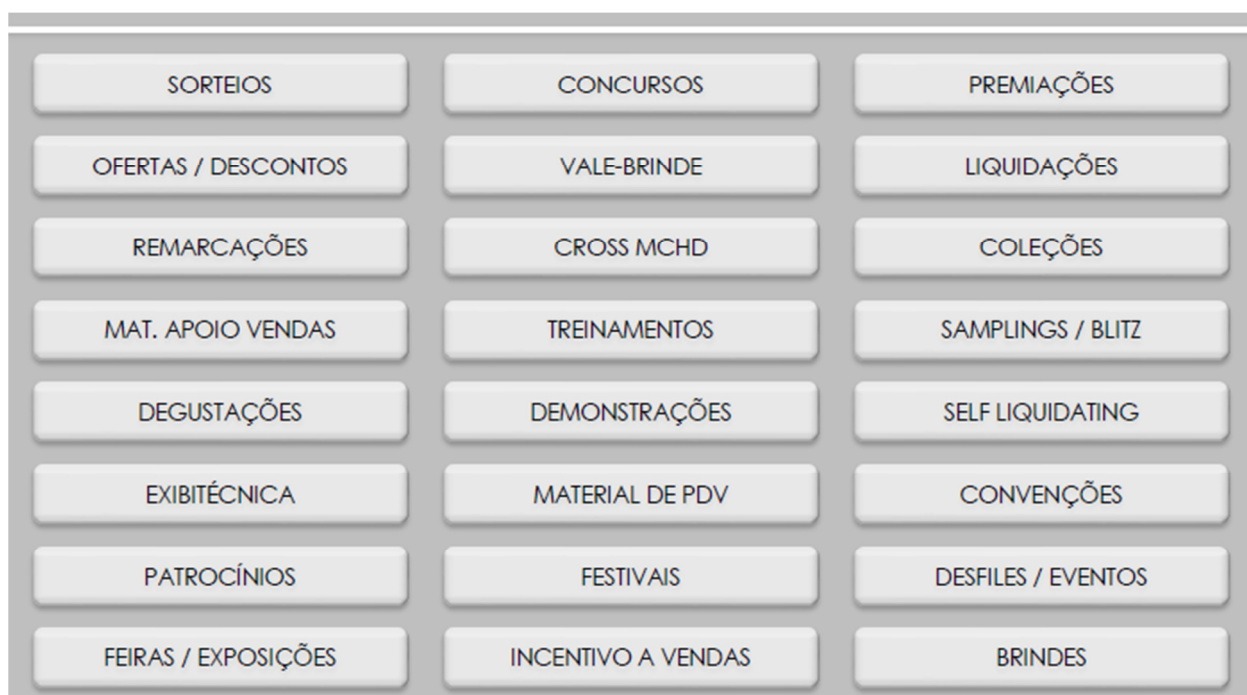 SORTEIOS
CONCURSOS
PREMIAÇÕES
OFERTAS / DESCONTOS
VALE-BRINDE
LIQUIDAÇÕES
REMARCAÇÕES
CROSS MCHD
COLEÇÕES
MAT. APOIO VENDAS
TREINAMENTOS
SAMPLINGS / BLITZ
DEGUSTAÇÕES
DEMONSTRAÇÕES
SELF LIQUIDATING
EXIBITÉCNICA
MATERIAL DE PDV
CONVENÇÕES
PATROCÍNIOS
FESTIVAIS
DESFILES / EVENTOS
FEIRAS / EXPOSIÇÕES
INCENTIVO A VENDAS
BRINDES